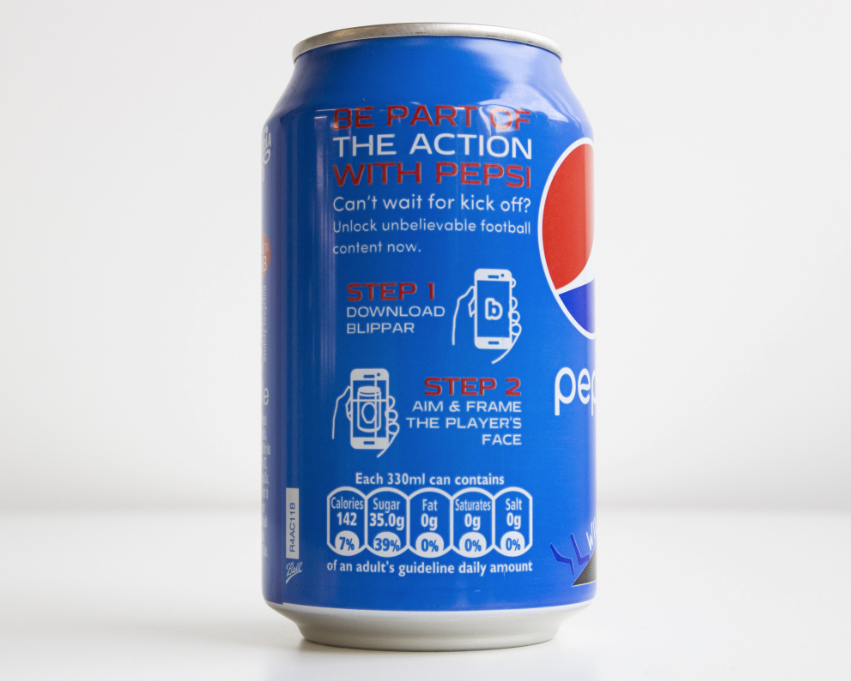 BE PART OF
THE ACTION
WITH PEPSI
Can't wait for kick off?
Unlock unbelievable football
content now.
STEP 1
DOWNLOAD
BLIPPAR
b
STEP 2
AIM & FRAME
THE PLAYER'S
FACE
pep
Each 330ml can contains
Calories Sugar Fat Saturates Salt
142 35.0g 0g 0g 0g
7% 39% 0% 0% 0%
of an adult's guideline daily amount
R4AC11B
Ball